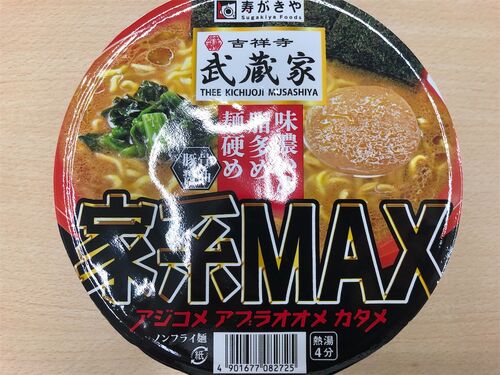 寿がきや
Sugakiya Foods
吉祥寺
武蔵家
THEE KICHIJOJI MUSASHIYA
味濃いめ
脂多め
麺硬め
家系MAX
アジコメ アブラオオメ カタメ
ノンフライ麺
紙
熱湯
4分
4 901677 082725